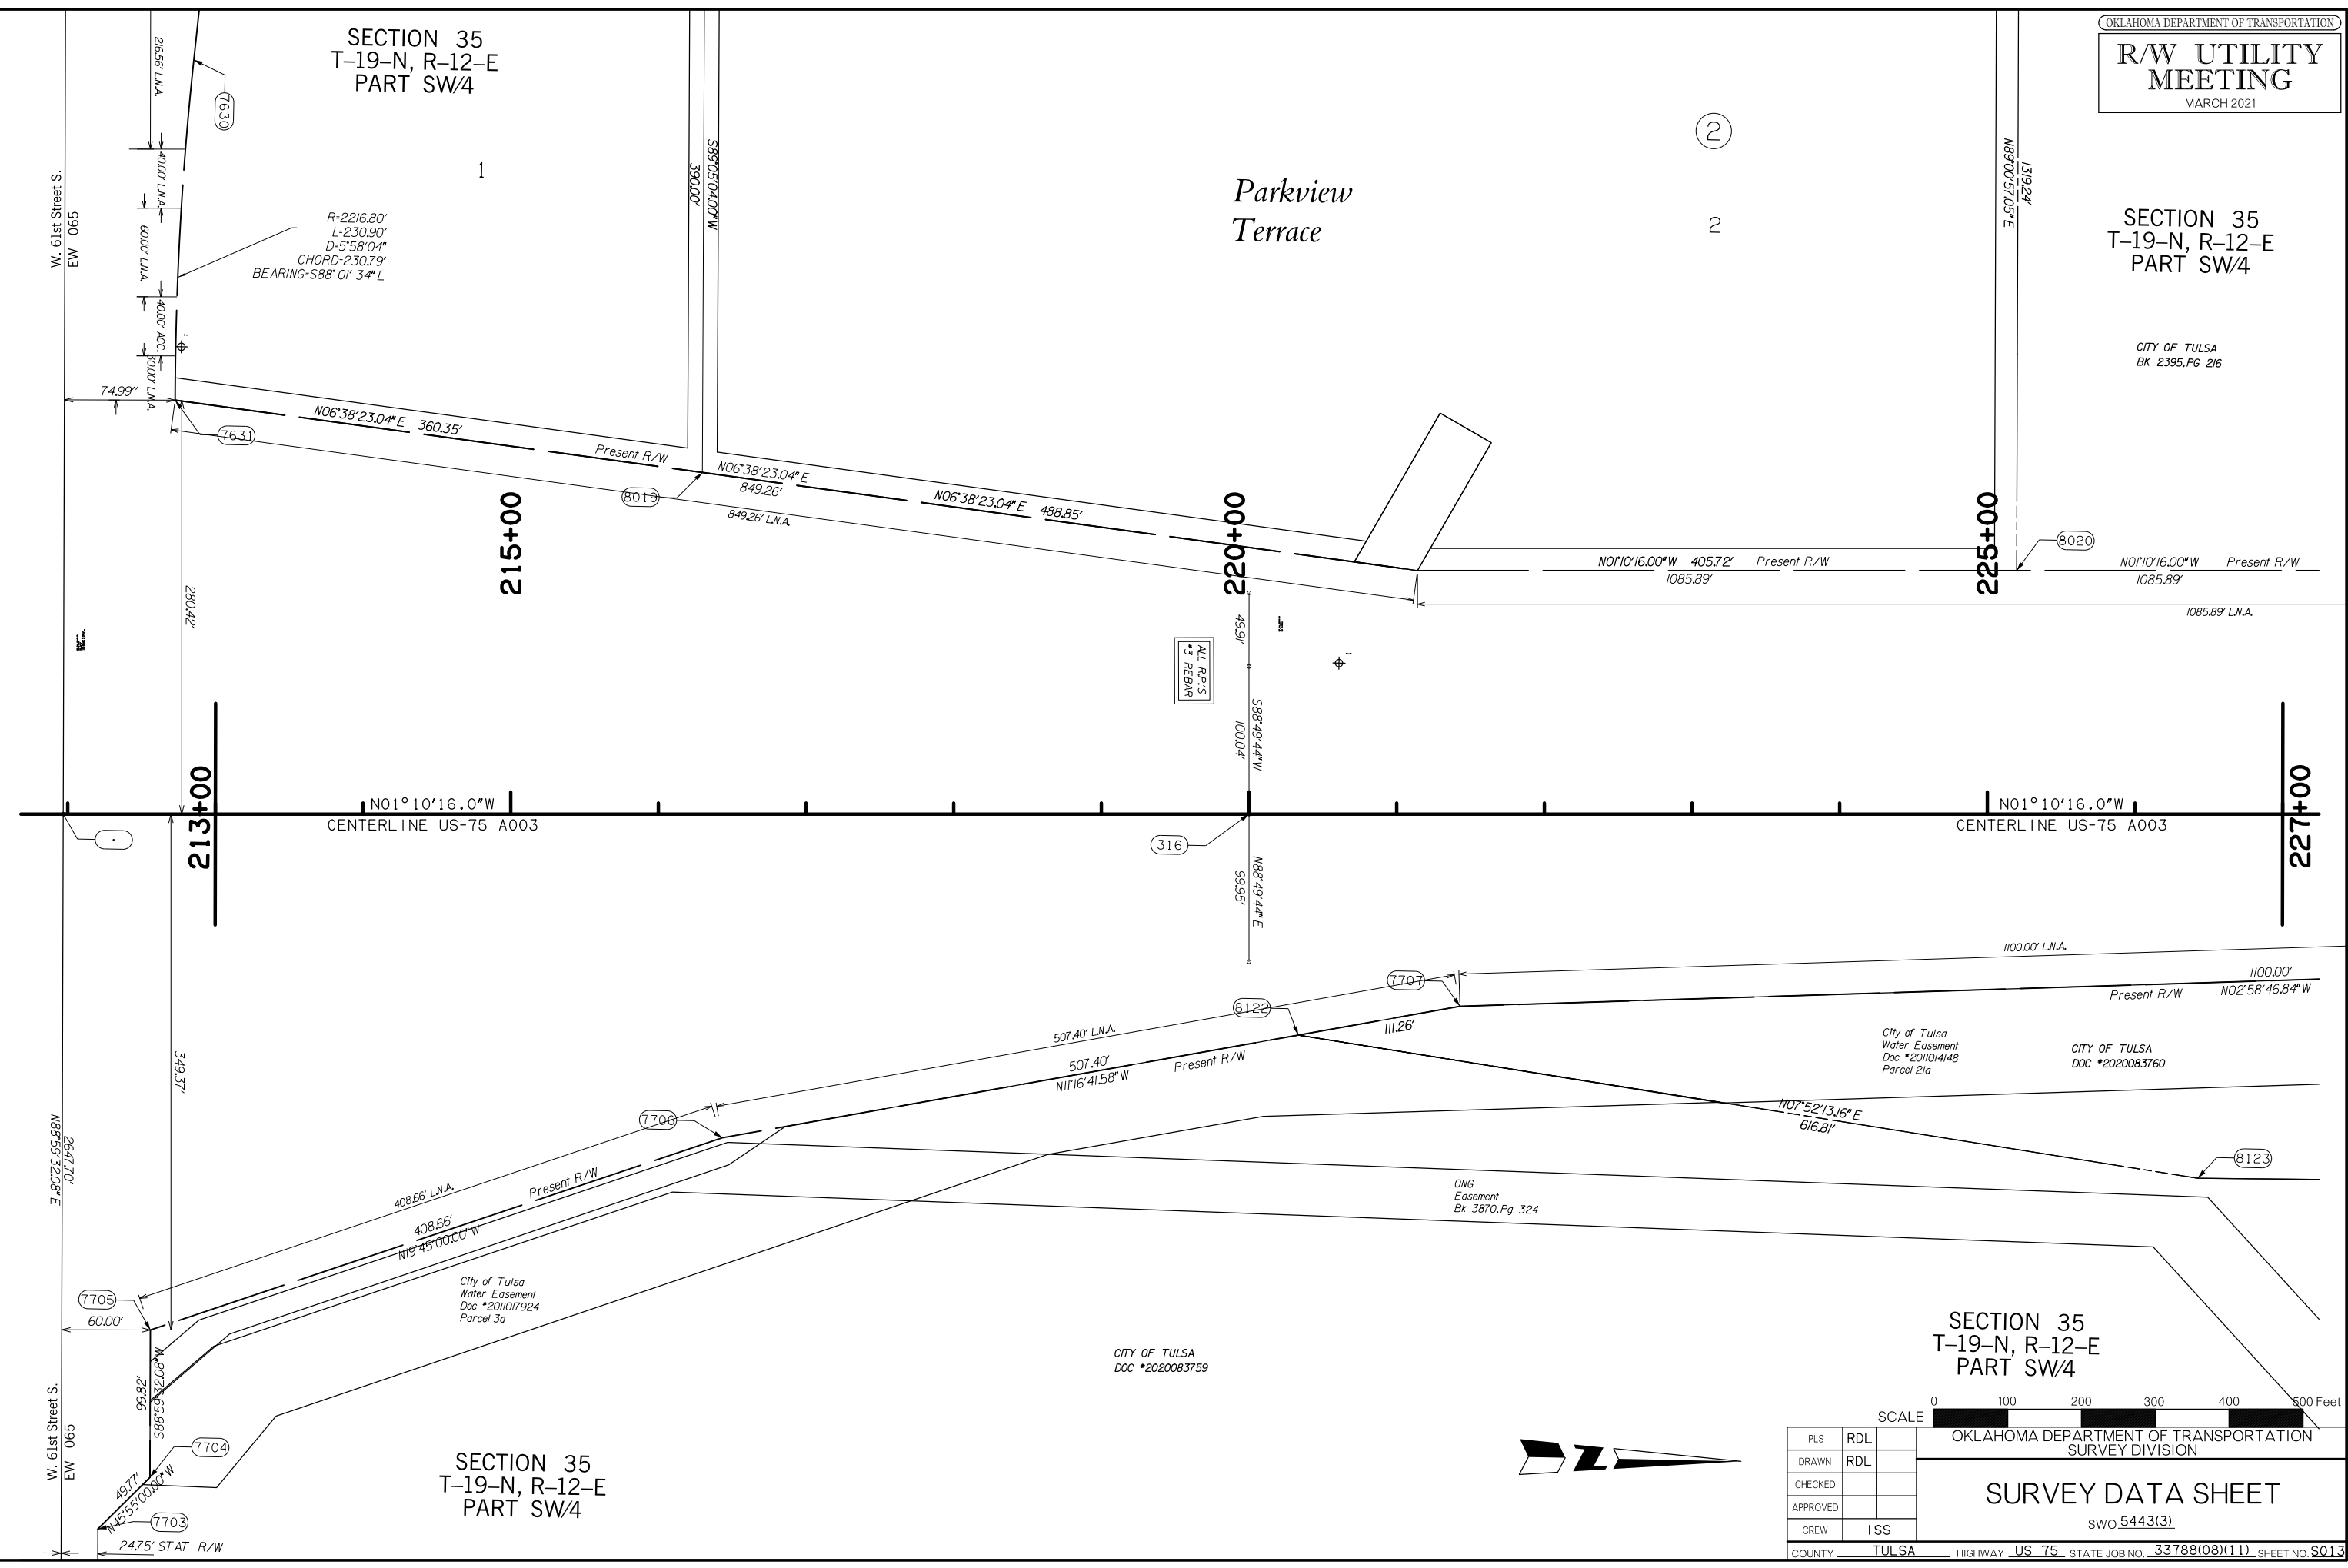 OKLAHOMA DEPARTMENT OF TRANSPORTATION
R/W UTILITY
MEETING
MARCH 2021
SECTION 35
T-19-N, R-12-E
PART SW/4
216.56' L.N.A.
7630
1
40.00' L.N.A.
60.00' L.N.A.
R=2216.80'
L=230.90'
D=5°58'04"
CHORD=230.79'
BEARING=S88° 01' 34" E
W. 61st Street S.
EW 065
40.00' ACC.
30.00' L.N.A.
74.99''
7631
S89°05'04.00"W
390.00'
Parkview
Terrace
2
2
N89°00'57.05" E
1319.24'
SECTION 35
T-19-N, R-12-E
PART SW/4
CITY OF TULSA
BK 2395, PG 216
N06°38'23.04" E 360.35'
Present R/W
8019
N06°38'23.04" E
849.26'
849.26' L.N.A.
N06°38'23.04" E 488.85'
215+00
220+00
225+00
8020
N01°10'16.00"W 405.72' Present R/W
1085.89'
N01°10'16.00"W Present R/W
1085.89'
1085.89' L.N.A.
280.42'
49.91'
ALL R.P.'S
#3 REBAR
S88°49'44"W
100.04'
213+00
N01°10'16.0"W
CENTERLINE US-75 A003
N01°10'16.0"W
CENTERLINE US-75 A003
227+00
316
N88°49'44" E
99.95'
1100.00' L.N.A.
7707
1100.00'
Present R/W N02°58'46.84"W
8122
111.26'
507.40' L.N.A.
507.40'
N11°16'41.58"W
Present R/W
City of Tulsa
Water Easement
Doc #2011014148
Parcel 21a
CITY OF TULSA
DOC #2020083760
349.37'
7706
N07°52'13.16" E
616.81'
8123
N88°59'32.08" E
2647.70'
408.66' L.N.A.
Present R/W
408.66'
N19°45'00.00"W
ONG
Easement
Bk 3870, Pg 324
7705
60.00'
City of Tulsa
Water Easement
Doc #2011017924
Parcel 3a
CITY OF TULSA
DOC #2020083759
SECTION 35
T-19-N, R-12-E
PART SW/4
S88°59'32.08" W
99.82'
W. 61st Street S.
EW 065
7704
49.77'
N45°55'00.00"W
7703
24.75' STAT R/W
SECTION 35
T-19-N, R-12-E
PART SW/4
0 100 200 300 400 500 Feet
SCALE
PLS RDL
DRAWN RDL
CHECKED
APPROVED
CREW ISS
OKLAHOMA DEPARTMENT OF TRANSPORTATION
SURVEY DIVISION
SURVEY DATA SHEET
SWO 5443(3)
COUNTY TULSA HIGHWAY US 75 STATE JOB NO. 33788(08)(11) SHEET NO. S013